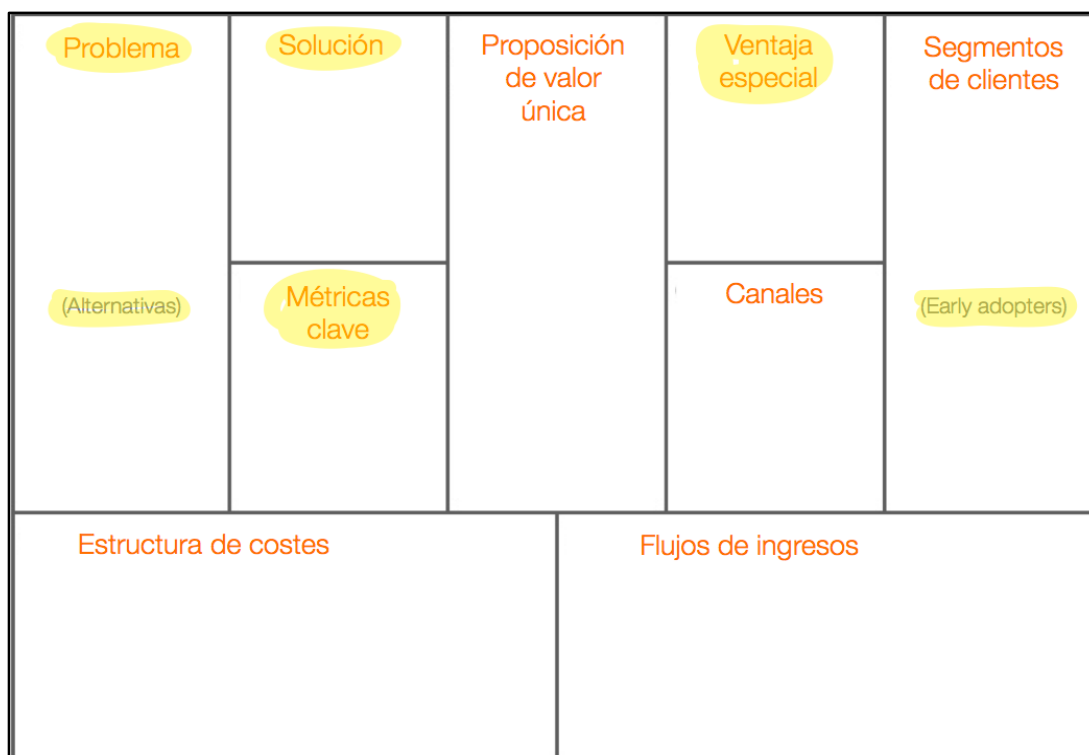 Problema
(Alternativas)
Solución
Métricas
clave
Proposición
de valor
única
Ventaja
especial
Canales
Segmentos
de clientes
(Early adopters)
Estructura de costes
Flujos de ingresos